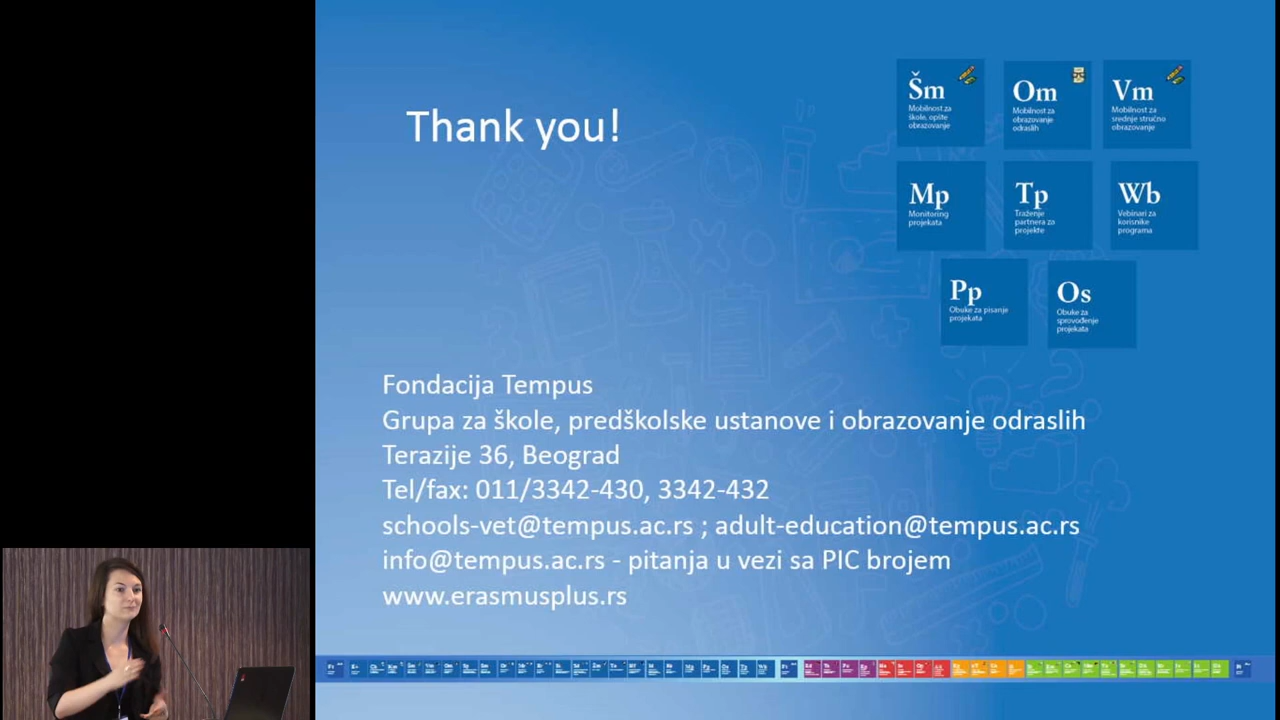 Thank you!
Šm
Mobilnost za
škole, opšte
obrazovanje
Om
Mobilnost za
obrazovanje
odraslih
Vm
Mobilnost za
srednje stručno
obrazovanje
Mp
Monitoring
projekata
Tp
Traženje
partnera za
projekte
Wb
Vebinari za
korisnike
programa
Pp
Obuke za pisanje
projekata
Os
Obuke za
sprovođenje
projekata
Fondacija Tempus
Grupa za škole, predškolske ustanove i obrazovanje odraslih
Terazije 36, Beograd
Tel/fax: 011/3342-430, 3342-432
schools-vet@tempus.ac.rs ; adult-education@tempus.ac.rs
info@tempus.ac.rs - pitanja u vezi sa PIC brojem
www.erasmusplus.rs